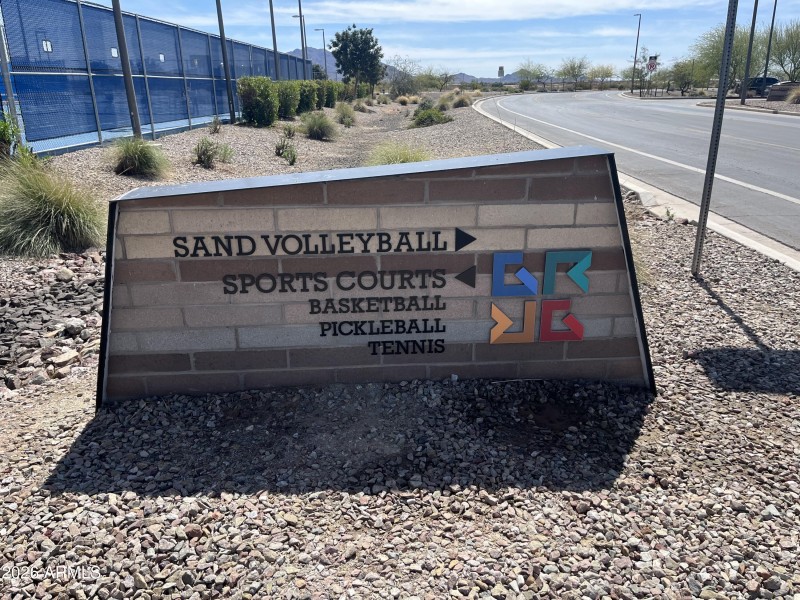 SAND VOLLEYBALL ▶
SPORTS COURTS ◀
BASKETBALL
PICKLEBALL
TENNIS
2026 ARMLS